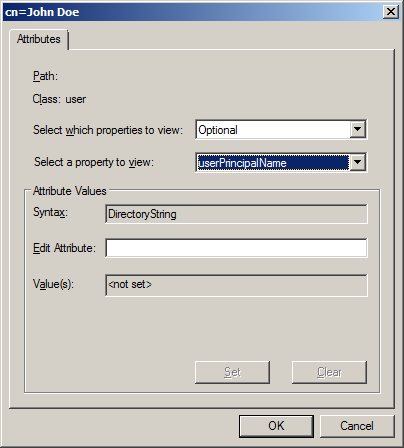 cn=John Doe
Attributes
Path:
Class: user
Select which properties to view: Optional
Select a property to view: userPrincipalName
Attribute Values
Syntax: DirectoryString
Edit Attribute:
Value(s): <not set>
Set Clear
OK Cancel